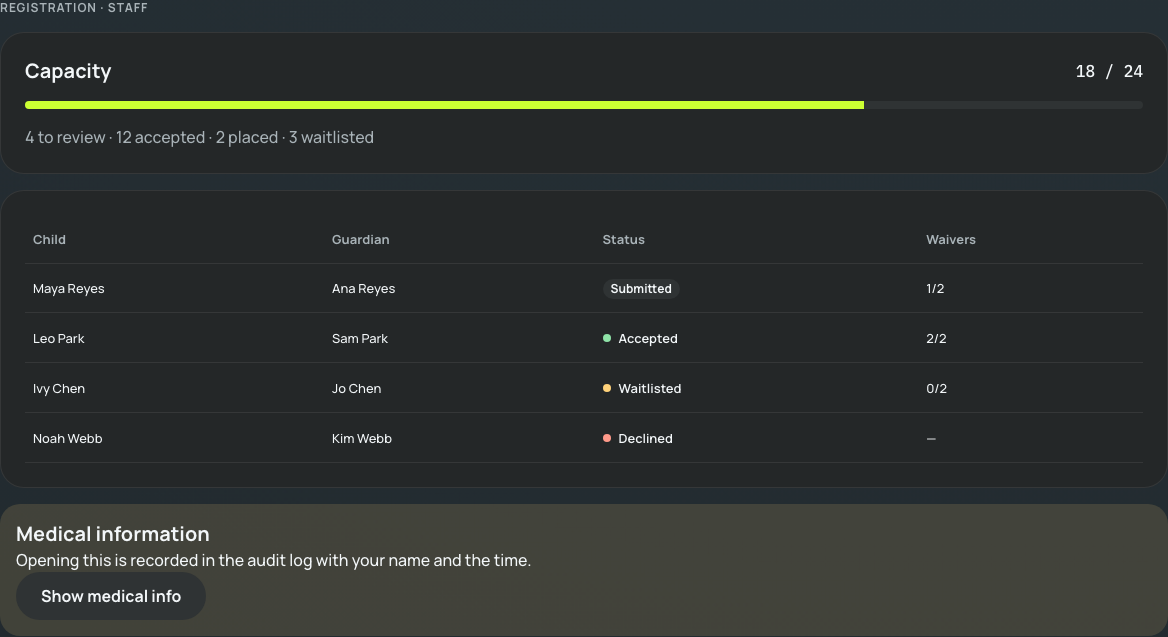 REGISTRATION · STAFF
Capacity 18 / 24
4 to review · 12 accepted · 2 placed · 3 waitlisted
Child Guardian Status Waivers
Maya Reyes Ana Reyes Submitted 1/2
Leo Park Sam Park Accepted 2/2
Ivy Chen Jo Chen Waitlisted 0/2
Noah Webb Kim Webb Declined —
Medical information
Opening this is recorded in the audit log with your name and the time.
Show medical info